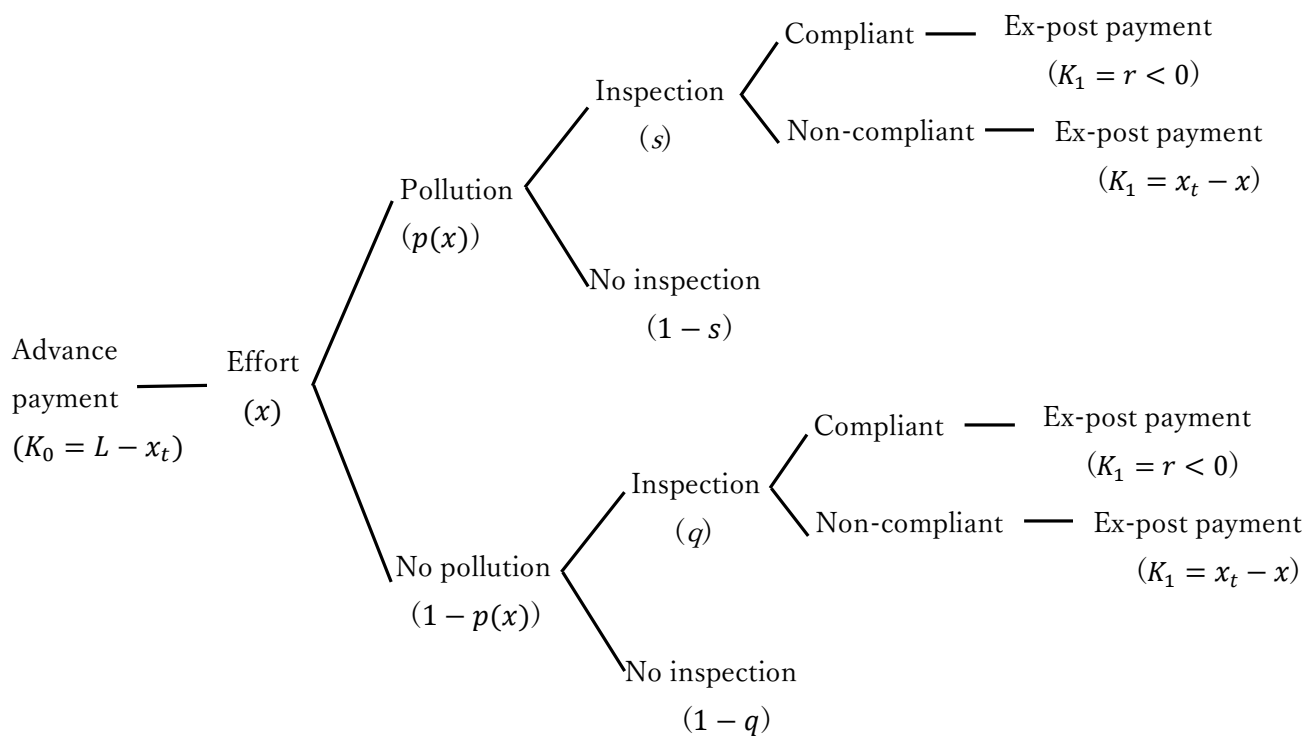 Compliant
Ex-post payment
(K₁ = r < 0)
Inspection
(s)
Non-compliant
Ex-post payment
(K₁ = xₜ − x)
Pollution
(p(x))
No inspection
(1 − s)
Advance
payment
(K₀ = L − xₜ)
Effort
(x)
Compliant
Ex-post payment
(K₁ = r < 0)
Inspection
(q)
Non-compliant
Ex-post payment
(K₁ = xₜ − x)
No pollution
(1 − p(x))
No inspection
(1 − q)